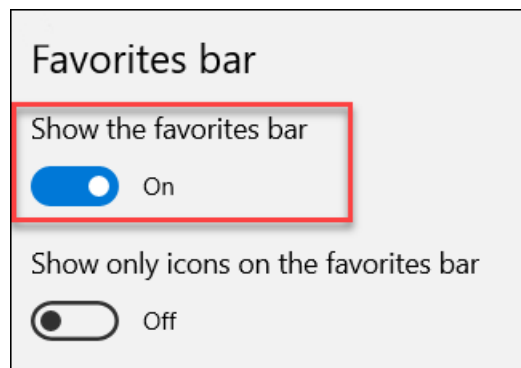 Favorites bar
Show the favorites bar
On
Show only icons on the favorites bar
Off